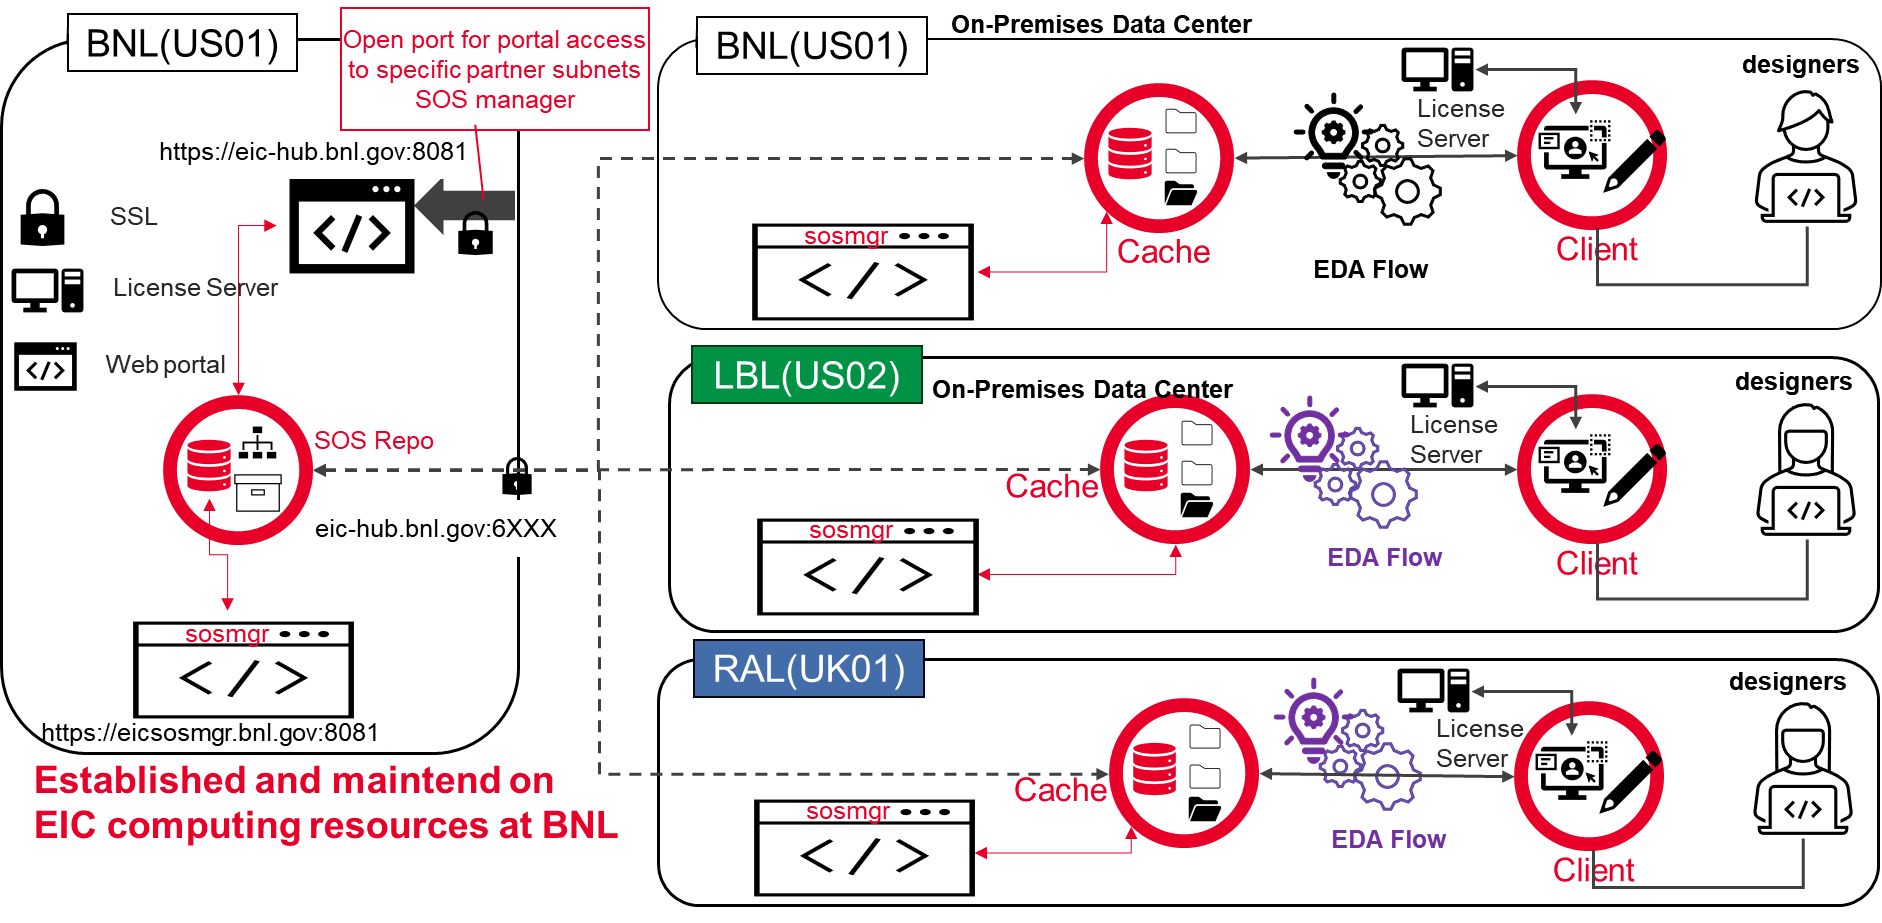 BNL(US01)
Open port for portal access
to specific partner subnets
SOS manager
https://eic-hub.bnl.gov:8081
SSL
License Server
Web portal
SOS Repo
eic-hub.bnl.gov:6XXX
sosmgr
https://eicsosmgr.bnl.gov:8081
Established and maintend on
EIC computing resources at BNL
BNL(US01)
On-Premises Data Center
designers
License
Server
sosmgr
Cache
EDA Flow
Client
LBL(US02)
On-Premises Data Center
designers
License
Server
Cache
sosmgr
EDA Flow
Client
RAL(UK01)
designers
License
Server
Cache
sosmgr
EDA Flow
Client